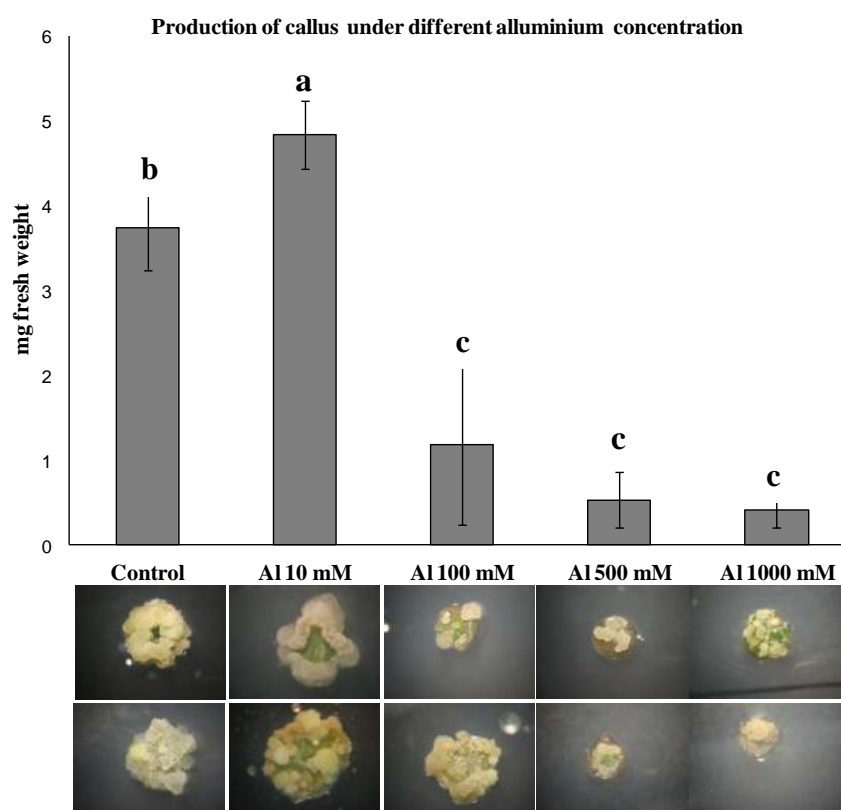 Production of callus under different alluminium concentration
6
5
4
3
2
1
0
mg fresh weight
b
a
c
c
c
Control
Al 10 mM
Al 100 mM
Al 500 mM
Al 1000 mM